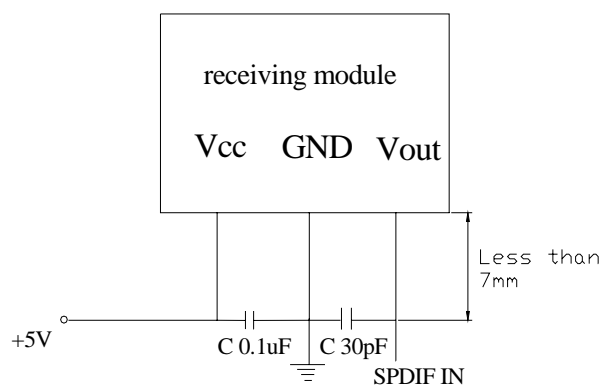 receiving module
Vcc GND Vout
Less than
7mm
+5V
C 0.1uF C 30pF
SPDIF IN